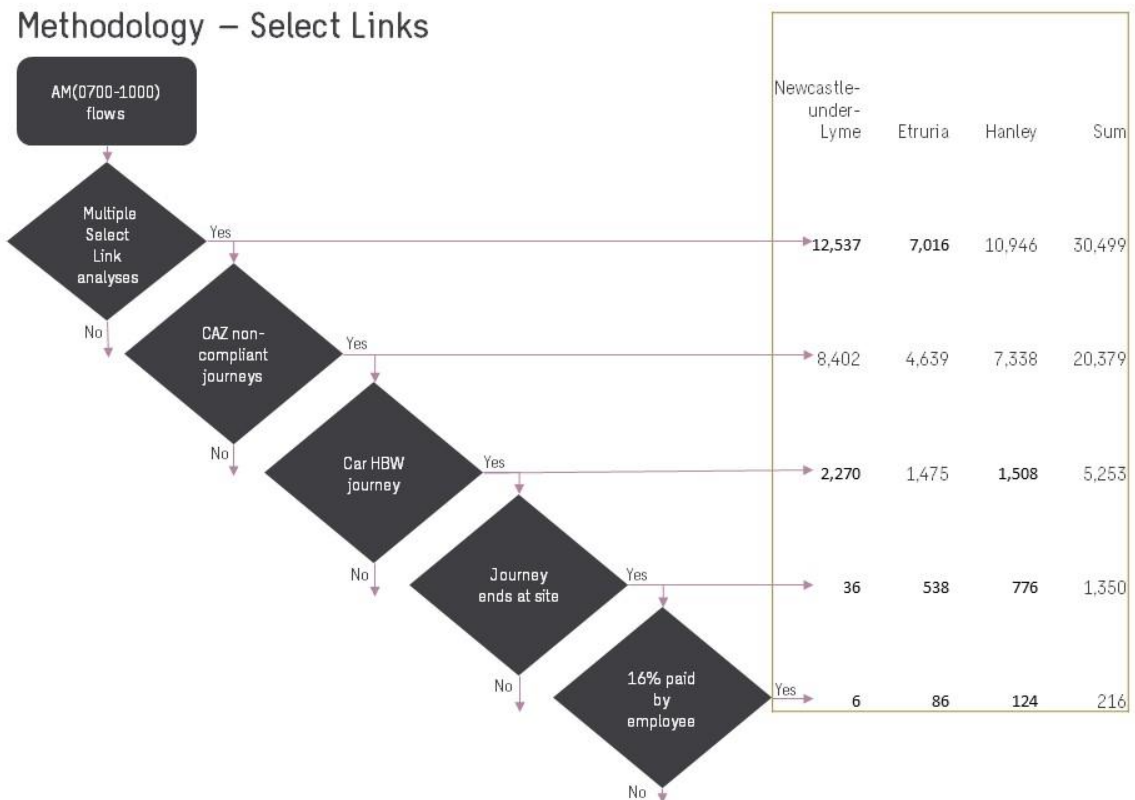 Methodology – Select Links
AM(0700-1000)
flows
Newcastle-
under-
Lyme Etruria Hanley Sum
Multiple
Select
Link
analyses
Yes
12,537 7,016 10,946 30,499
No
CAZ non-
compliant
journeys
Yes
8,402 4,639 7,338 20,379
No
Car HBW
journey
Yes
2,270 1,475 1,508 5,253
No
Journey
ends at site
Yes
36 538 776 1,350
No
16% paid
by
employee
Yes
6 86 124 216
No